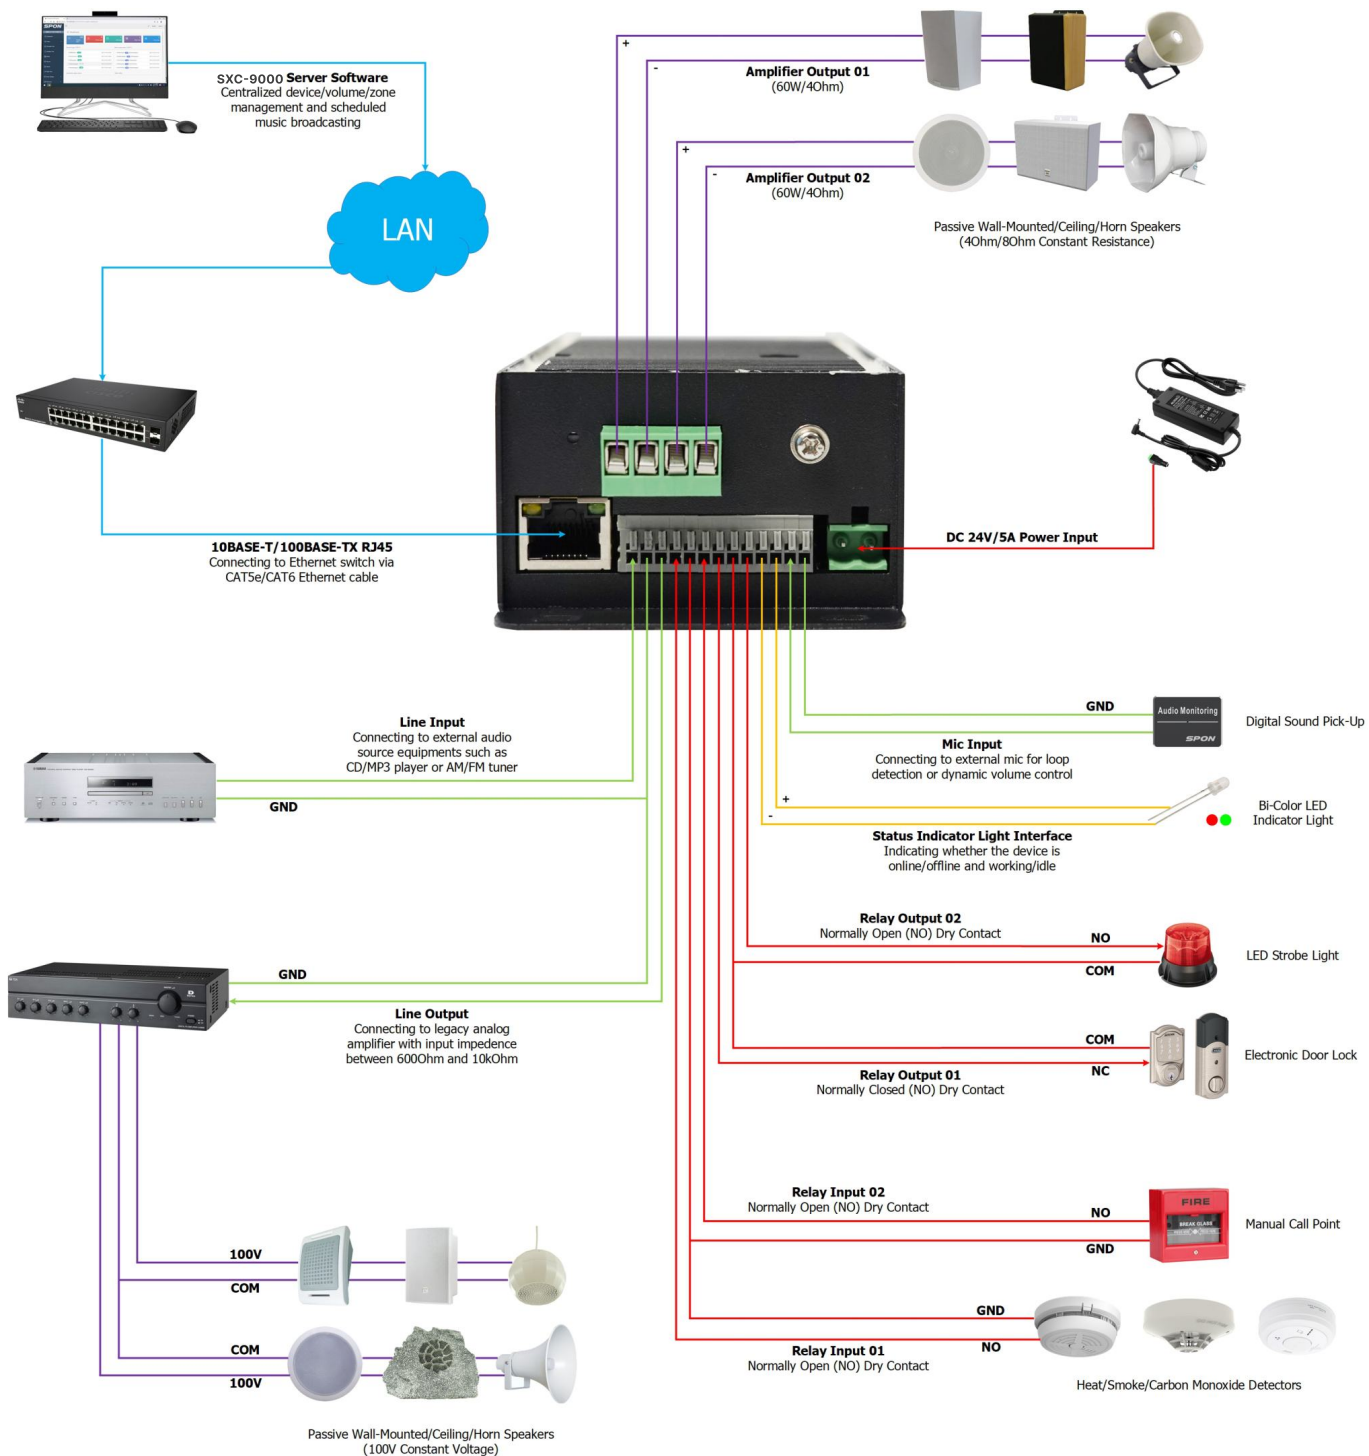 SPON
SXC-9000 Server Software
Centralized device/volume/zone
management and scheduled
music broadcasting
LAN
+
-
Amplifier Output 01
(60W/4Ohm)
+
-
Amplifier Output 02
(60W/4Ohm)
Passive Wall-Mounted/Ceiling/Horn Speakers
(4Ohm/8Ohm Constant Resistance)
10BASE-T/100BASE-TX RJ45
Connecting to Ethernet switch via
CAT5e/CAT6 Ethernet cable
DC 24V/5A Power Input
Line Input
Connecting to external audio
source equipments such as
CD/MP3 player or AM/FM tuner
GND
GND
Audio Monitoring
SPON
Digital Sound Pick-Up
Mic Input
Connecting to external mic for loop
detection or dynamic volume control
+
-
Bi-Color LED
Indicator Light
Status Indicator Light Interface
Indicating whether the device is
online/offline and working/idle
Relay Output 02
Normally Open (NO) Dry Contact
NO
COM
LED Strobe Light
GND
Line Output
Connecting to legacy analog
amplifier with input impedence
between 600Ohm and 10kOhm
COM
NC
Electronic Door Lock
Relay Output 01
Normally Closed (NO) Dry Contact
Relay Input 02
Normally Open (NO) Dry Contact
NO
GND
FIRE
BREAK GLASS
Manual Call Point
100V
COM
COM
100V
GND
NO
Relay Input 01
Normally Open (NO) Dry Contact
Heat/Smoke/Carbon Monoxide Detectors
Passive Wall-Mounted/Ceiling/Horn Speakers
(100V Constant Voltage)